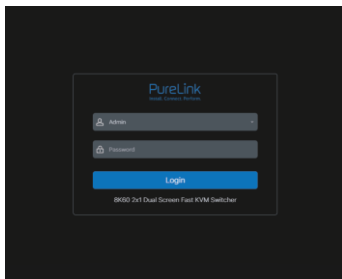 PureLink
Admin
Password
Login
8K60 2x1 Dual Screen Fast KVM Switcher